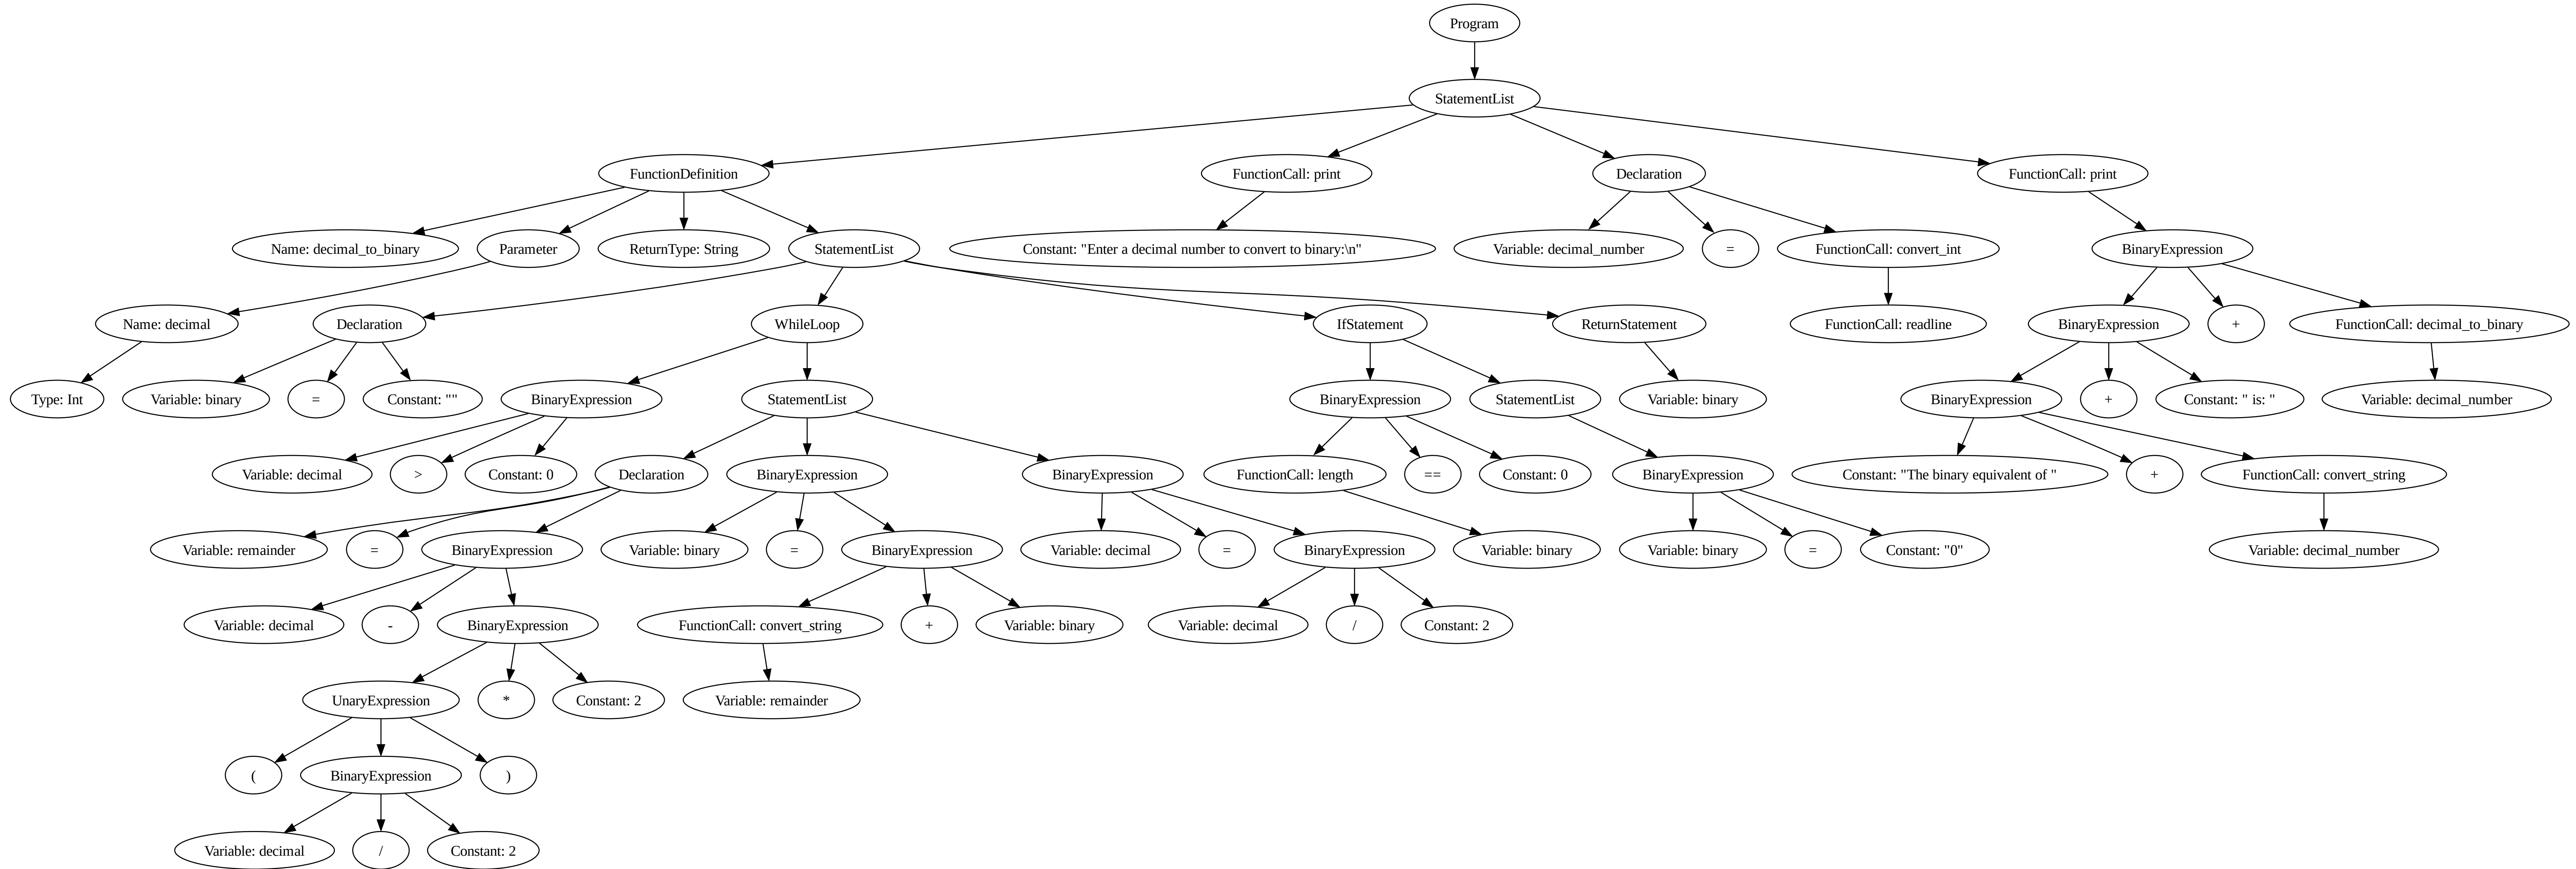 Program
StatementList
FunctionDefinition
FunctionCall: print
Declaration
FunctionCall: print
Name: decimal_to_binary
Parameter
ReturnType: String
StatementList
Constant: "Enter a decimal number to convert to binary:\n"
Variable: decimal_number
=
FunctionCall: convert_int
BinaryExpression
Name: decimal
Declaration
WhileLoop
IfStatement
ReturnStatement
FunctionCall: readline
BinaryExpression
+
FunctionCall: decimal_to_binary
Type: Int
Variable: binary
=
Constant: ""
BinaryExpression
StatementList
BinaryExpression
StatementList
Variable: binary
BinaryExpression
+
Constant: " is: "
Variable: decimal_number
Variable: decimal
>
Constant: 0
Declaration
BinaryExpression
BinaryExpression
FunctionCall: length
==
Constant: 0
BinaryExpression
Constant: "The binary equivalent of "
+
FunctionCall: convert_string
Variable: remainder
=
BinaryExpression
Variable: binary
=
BinaryExpression
Variable: decimal
=
BinaryExpression
Variable: binary
Variable: binary
=
Constant: "0"
Variable: decimal_number
Variable: decimal
-
BinaryExpression
FunctionCall: convert_string
+
Variable: binary
Variable: decimal
/
Constant: 2
UnaryExpression
*
Constant: 2
Variable: remainder
(
BinaryExpression
)
Variable: decimal
/
Constant: 2